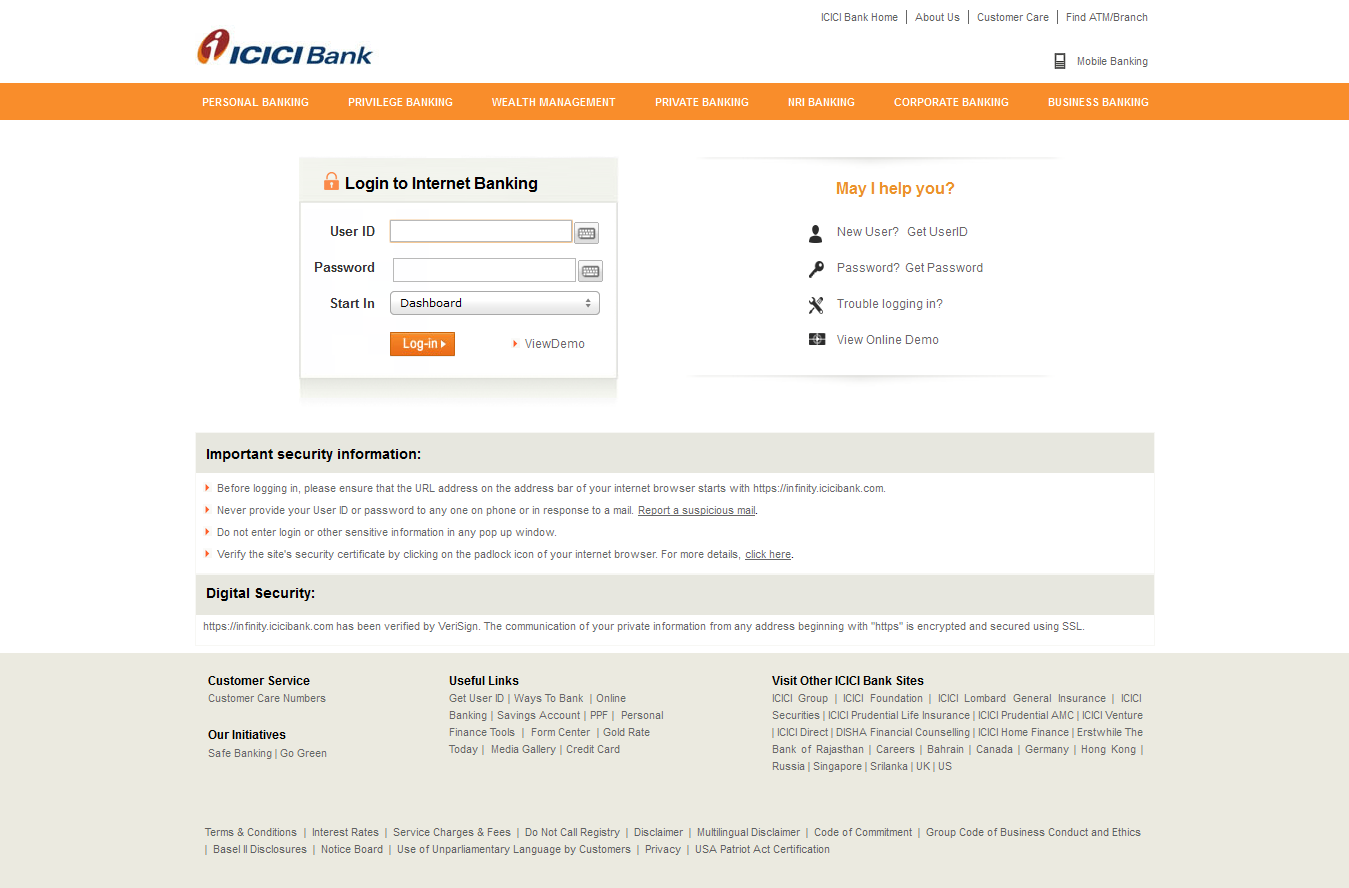 ICICI Bank Home | About Us | Customer Care | Find ATM/Branch
i ICICI Bank
Mobile Banking
PERSONAL BANKING PRIVILEGE BANKING WEALTH MANAGEMENT PRIVATE BANKING NRI BANKING CORPORATE BANKING BUSINESS BANKING
Login to Internet Banking
User ID
Password
Start In Dashboard
Log-in ViewDemo
May I help you?
New User? Get UserID
Password? Get Password
Trouble logging in?
View Online Demo
Important security information:
Before logging in, please ensure that the URL address on the address bar of your internet browser starts with https://infinity.icicibank.com.
Never provide your User ID or password to any one on phone or in response to a mail. Report a suspicious mail.
Do not enter login or other sensitive information in any pop up window.
Verify the site's security certificate by clicking on the padlock icon of your internet browser. For more details, click here.
Digital Security:
https://infinity.icicibank.com has been verified by VeriSign. The communication of your private information from any address beginning with "https" is encrypted and secured using SSL.
Customer Service
Customer Care Numbers
Our Initiatives
Safe Banking | Go Green
Useful Links
Get User ID | Ways To Bank | Online
Banking | Savings Account | PPF | Personal
Finance Tools | Form Center | Gold Rate
Today | Media Gallery | Credit Card
Visit Other ICICI Bank Sites
ICICI Group | ICICI Foundation | ICICI Lombard General Insurance | ICICI
Securities | ICICI Prudential Life Insurance | ICICI Prudential AMC | ICICI Venture
| ICICI Direct | DISHA Financial Counselling | ICICI Home Finance | Erstwhile The
Bank of Rajasthan | Careers | Bahrain | Canada | Germany | Hong Kong |
Russia | Singapore | Srilanka | UK | US
Terms & Conditions | Interest Rates | Service Charges & Fees | Do Not Call Registry | Disclaimer | Multilingual Disclaimer | Code of Commitment | Group Code of Business Conduct and Ethics
| Basel II Disclosures | Notice Board | Use of Unparliamentary Language by Customers | Privacy | USA Patriot Act Certification